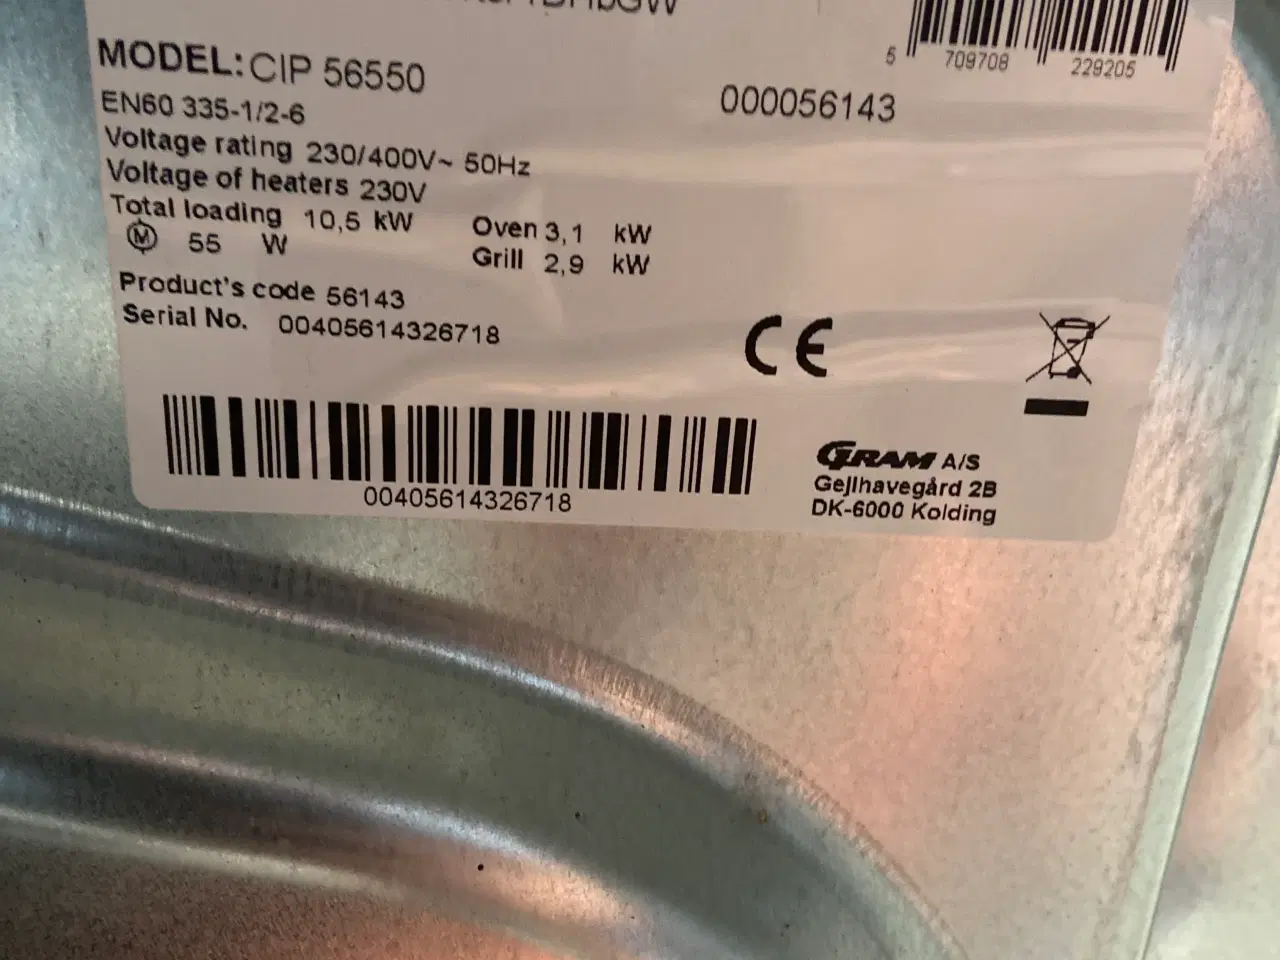 MODEL: CIP 56550
EN60 335-1/2-6
Voltage rating 230/400V~ 50Hz
Voltage of heaters 230V
Total loading 10,5 kW Oven 3,1 kW
M 55 W Grill 2,9 kW
Product's code 56143
Serial No. 00405614326718
5 709708 229205
000056143
CE
00405614326718
GRAM A/S
Gejlhavegård 2B
DK-6000 Kolding